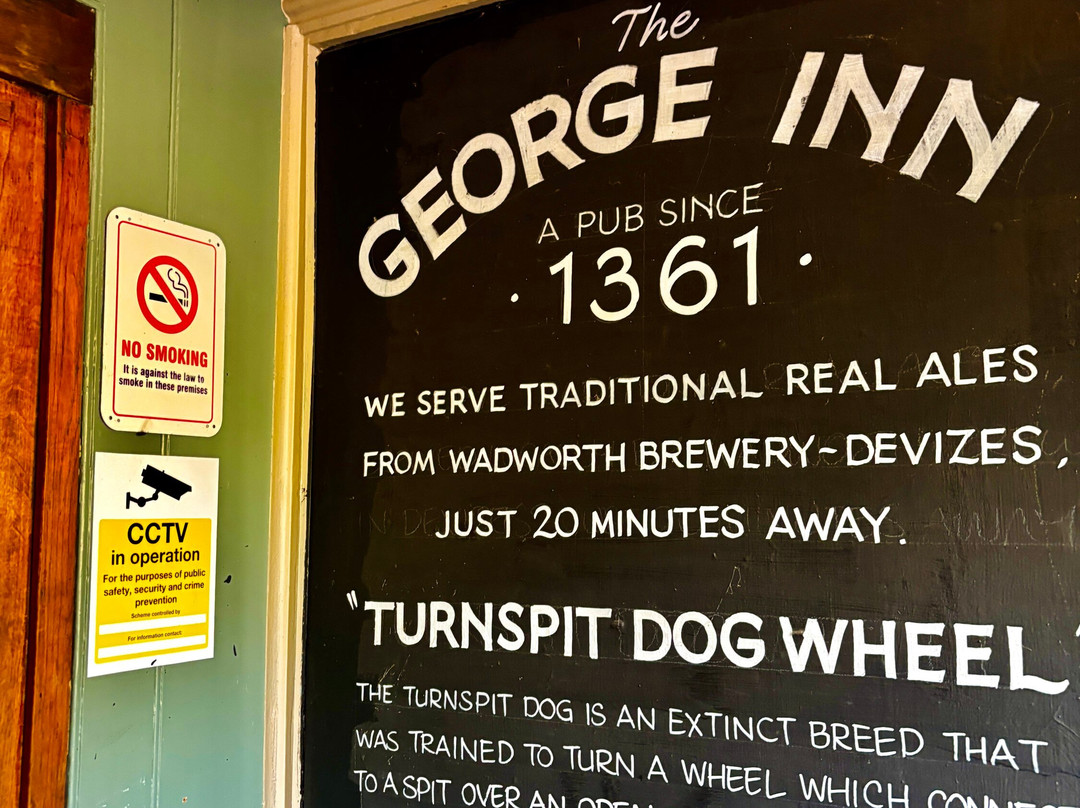 NO SMOKING
It is against the law to
smoke in these premises
CCTV
in operation
For the purposes of public
safety, security and crime
prevention
Scheme controlled by
For information contact:
The
GEORGE INN
A PUB SINCE
· 1361 ·
WE SERVE TRADITIONAL REAL ALES
FROM WADWORTH BREWERY~DEVIZES,
JUST 20 MINUTES AWAY.
"TURNSPIT DOG WHEEL"
THE TURNSPIT DOG IS AN EXTINCT BREED THAT
WAS TRAINED TO TURN A WHEEL WHICH
TO A SPIT OVER AN